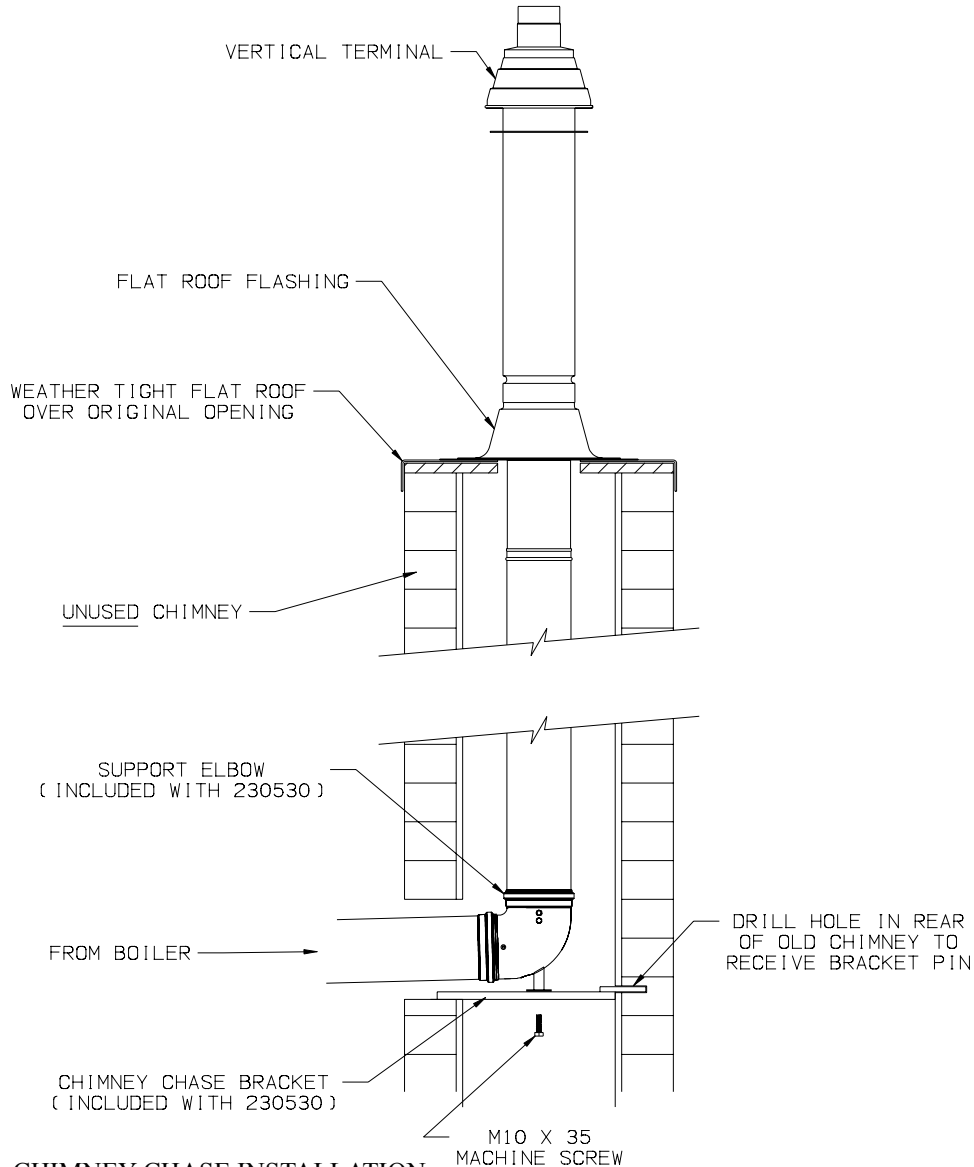 VERTICAL TERMINAL
FLAT ROOF FLASHING
WEATHER TIGHT FLAT ROOF
OVER ORIGINAL OPENING
UNUSED CHIMNEY
SUPPORT ELBOW
(INCLUDED WITH 230530)
FROM BOILER
DRILL HOLE IN REAR
OF OLD CHIMNEY TO
RECEIVE BRACKET PIN
CHIMNEY CHASE BRACKET
(INCLUDED WITH 230530)
M10 X 35
MACHINE SCREW
CHIMNEY CHASE INSTALLATION